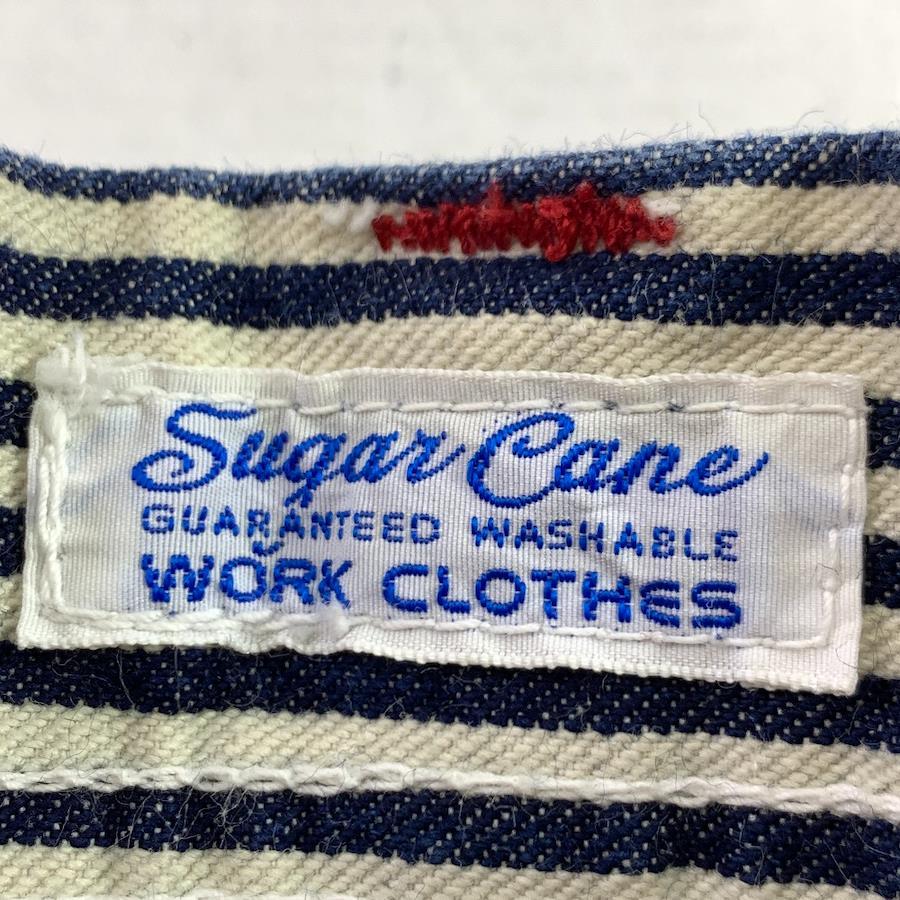 Sugar Cane
GUARANTEED WASHABLE
WORK CLOTHES